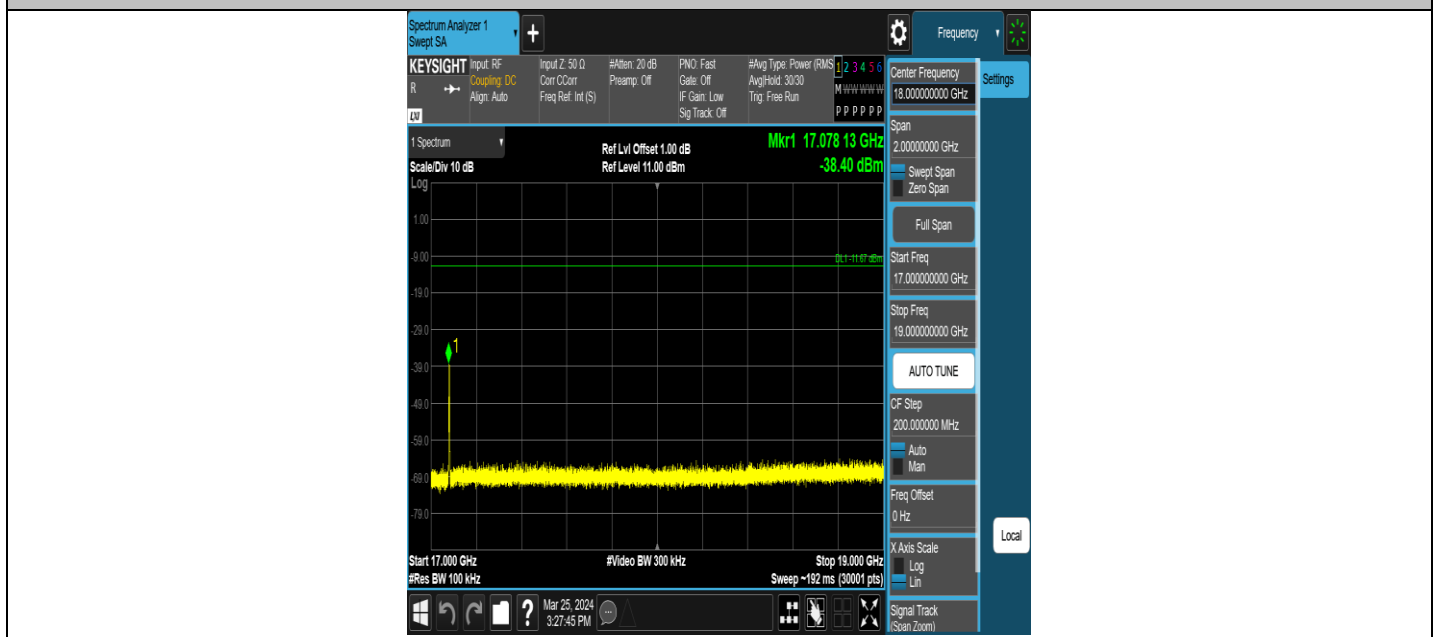 Spectrum Analyzer 1
Swept SA
+
Frequency
KEYSIGHT
R
LXI
Input: RF
Coupling: DC
Align: Auto
Input Z: 50 Ω
Corr CCorr
Freq Ref: Int (S)
#Atten: 20 dB
Preamp: Off
PNO: Fast
Gate: Off
IF Gain: Low
Sig Track: Off
#Avg Type: Power (RMS
Avg|Hold: 30/30
Trig: Free Run
1 2 3 4 5 6
M W W W W W
P P P P P P
1 Spectrum
Scale/Div 10 dB
Ref Lvl Offset 1.00 dB
Ref Level 11.00 dBm
Mkr1 17.078 13 GHz
-38.40 dBm
Log
1.00
-9.00
-19.0
-29.0
-39.0
-49.0
-59.0
-69.0
-79.0
DL1 -11.67 dBm
1
Start 17.000 GHz
#Res BW 100 kHz
#Video BW 300 kHz
Stop 19.000 GHz
Sweep ~192 ms (30001 pts)
?
Mar 25, 2024
3:27:45 PM
Center Frequency
18.000000000 GHz
Settings
Span
2.00000000 GHz
Swept Span
Zero Span
Full Span
Start Freq
17.000000000 GHz
Stop Freq
19.000000000 GHz
AUTO TUNE
CF Step
200.000000 MHz
Auto
Man
Freq Offset
0 Hz
X Axis Scale
Log
Lin
Local
Signal Track
(Span Zoom)